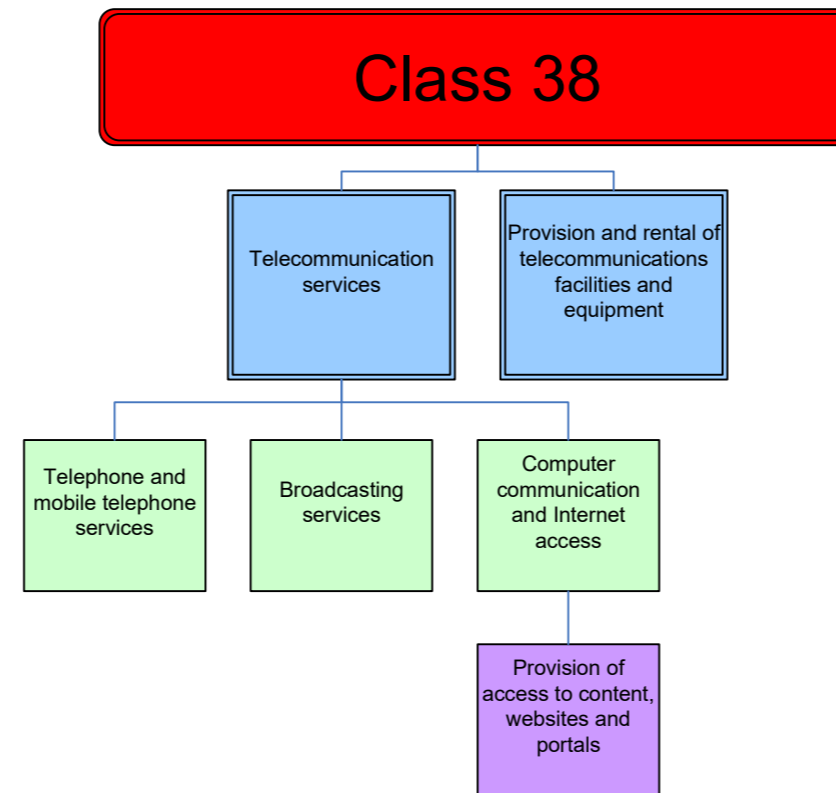 Class 38
Telecommunication
services
Provision and rental of
telecommunications
facilities and
equipment
Telephone and
mobile telephone
services
Broadcasting
services
Computer
communication
and Internet
access
Provision of
access to content,
websites and
portals